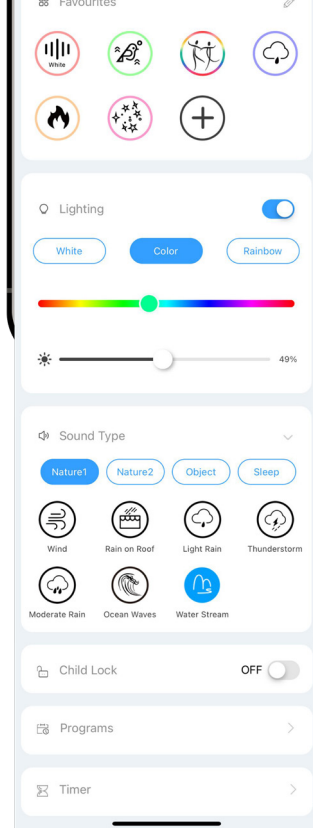 Favourites
White
Lighting
White Color Rainbow
49%
Sound Type
Nature1 Nature2 Object Sleep
Wind Rain on Roof Light Rain Thunderstorm
Moderate Rain Ocean Waves Water Stream
Child Lock OFF
Programs
Timer